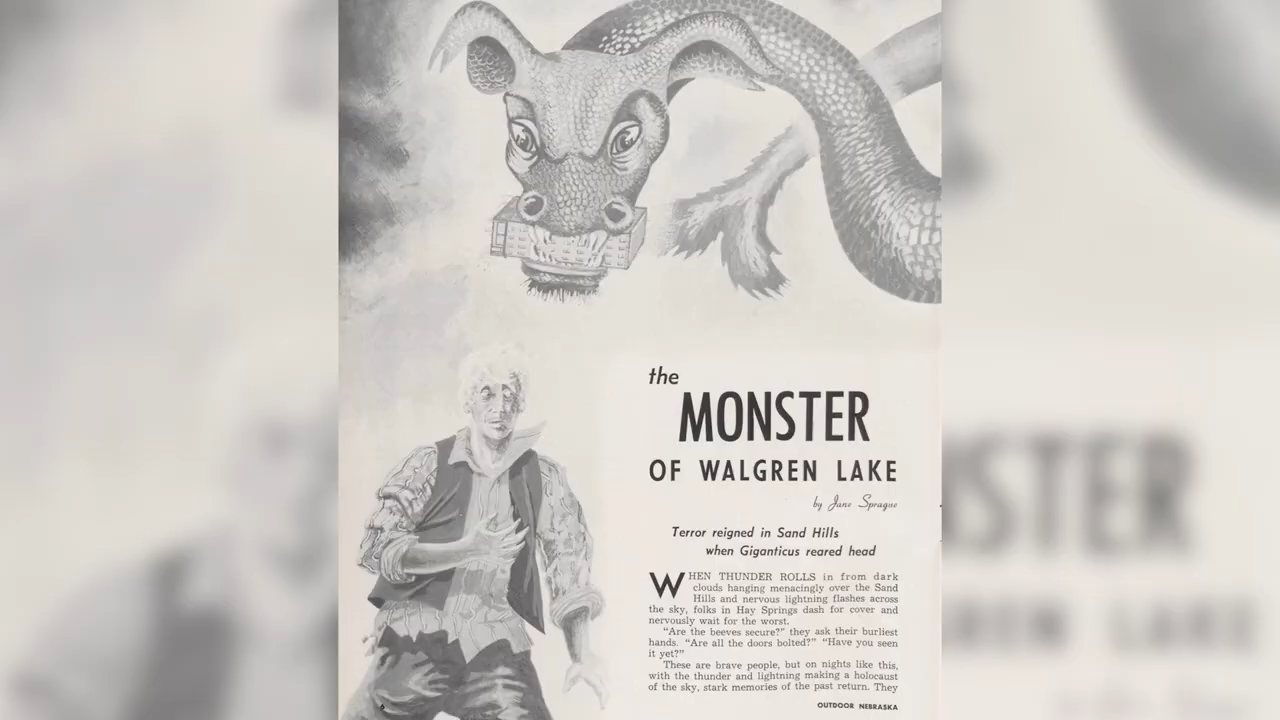 the
MONSTER
OF WALGREN LAKE
by Jane Sprague
Terror reigned in Sand Hills
when Giganticus reared head
WHEN THUNDER ROLLS in from dark
clouds hanging menacingly over the Sand
Hills and nervous lightning flashes across
the sky, folks in Hay Springs dash for cover and
nervously wait for the worst.
"Are the beeves secure?" they ask their burliest
hands. "Are all the doors bolted?" "Have you seen
it yet?"
These are brave people, but on nights like this,
with the thunder and lightning making a holocaust
of the sky, stark memories of the past return. They
6
OUTDOOR NEBRASKA